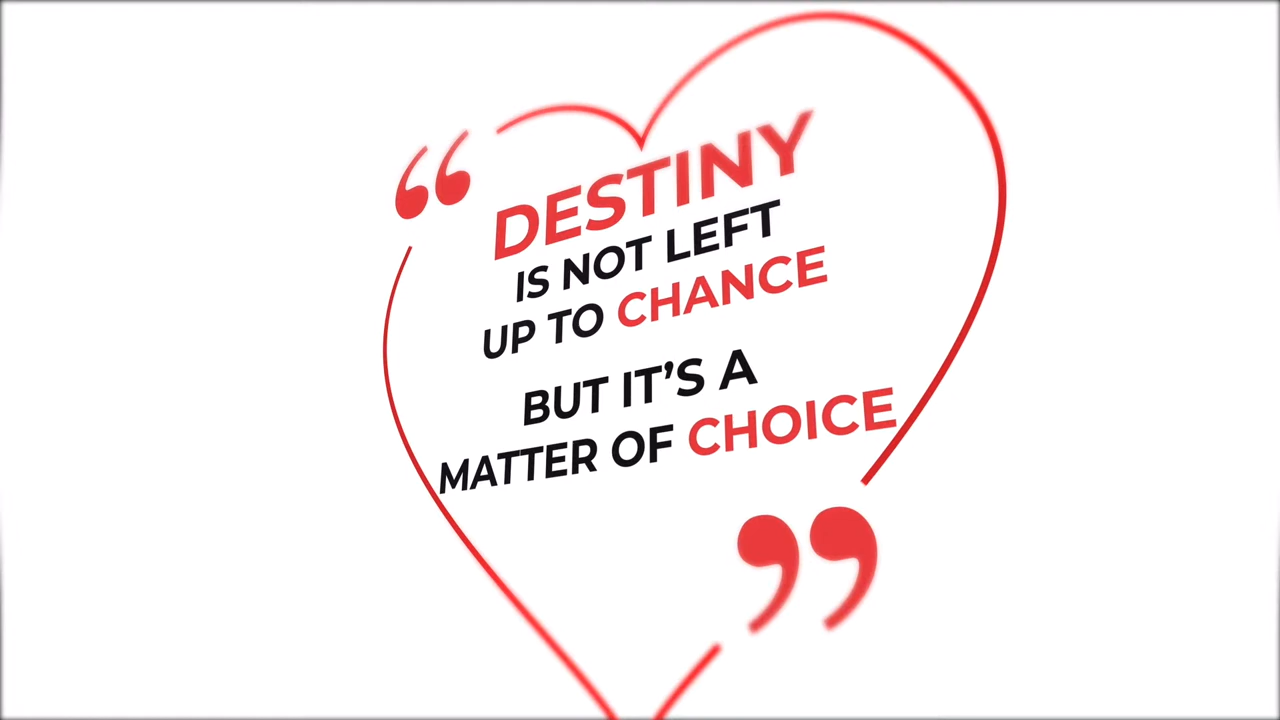 “
DESTINY
IS NOT LEFT
UP TO CHANCE
BUT IT’S A
MATTER OF CHOICE
”